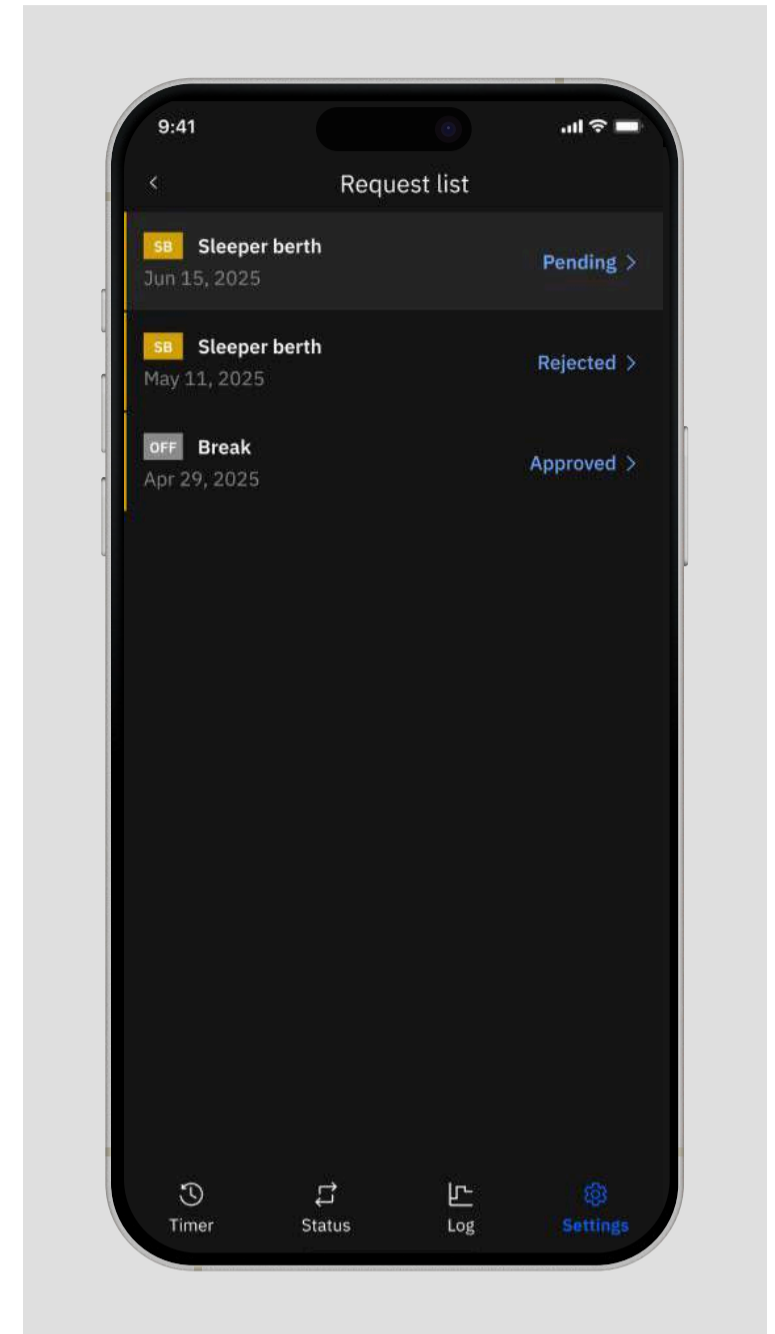 9:41
Request list
SB Sleeper berth
Jun 15, 2025
Pending
SB Sleeper berth
May 11, 2025
Rejected
OFF Break
Apr 29, 2025
Approved
Timer Status Log Settings